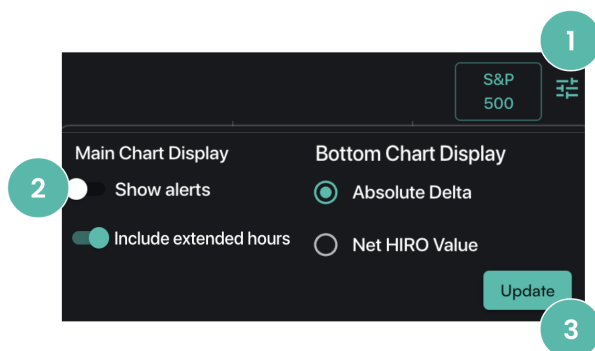 1
S&P
500
Main Chart Display
Bottom Chart Display
2
Show alerts
Absolute Delta
Include extended hours
Net HIRO Value
Update
3